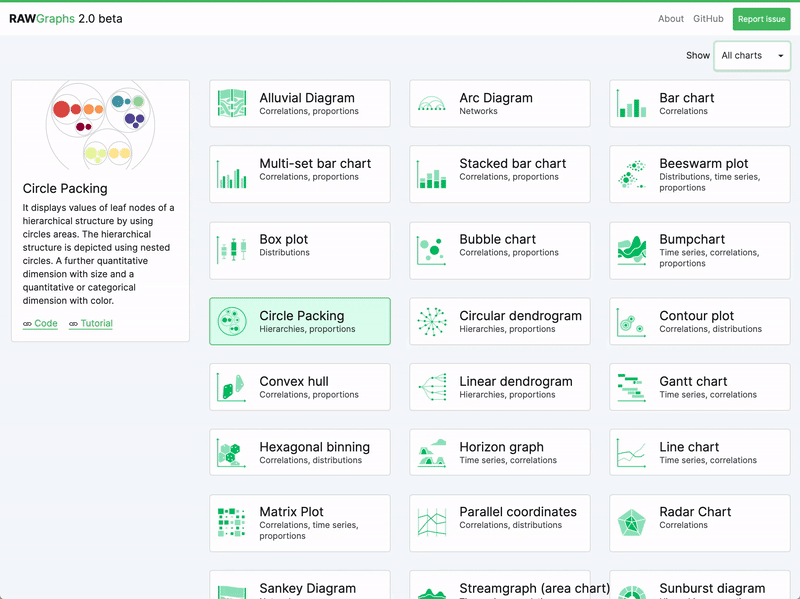 RAWGraphs 2.0 beta
About GitHub Report issue
Show All charts
Circle Packing
It displays values of leaf nodes of a
hierarchical structure by using
circles areas. The hierarchical
structure is depicted using nested
circles. A further quantitative
dimension with size and a
quantitative or categorical
dimension with color.
Code Tutorial
Alluvial Diagram
Correlations, proportions
Arc Diagram
Networks
Bar chart
Correlations
Multi-set bar chart
Correlations, proportions
Stacked bar chart
Correlations, proportions
Beeswarm plot
Distributions, time series,
proportions
Box plot
Distributions
Bubble chart
Correlations, proportions
Bumpchart
Time series, correlations,
proportions
Circle Packing
Hierarchies, proportions
Circular dendrogram
Hierarchies, proportions
Contour plot
Correlations, distributions
Convex hull
Correlations, proportions
Linear dendrogram
Hierarchies, proportions
Gantt chart
Time series, correlations
Hexagonal binning
Correlations, distributions
Horizon graph
Time series, correlations
Line chart
Time series, correlations
Matrix Plot
Correlations, time series,
proportions
Parallel coordinates
Correlations, distributions
Radar Chart
Correlations
Sankey Diagram
Streamgraph (area chart)
Sunburst diagram